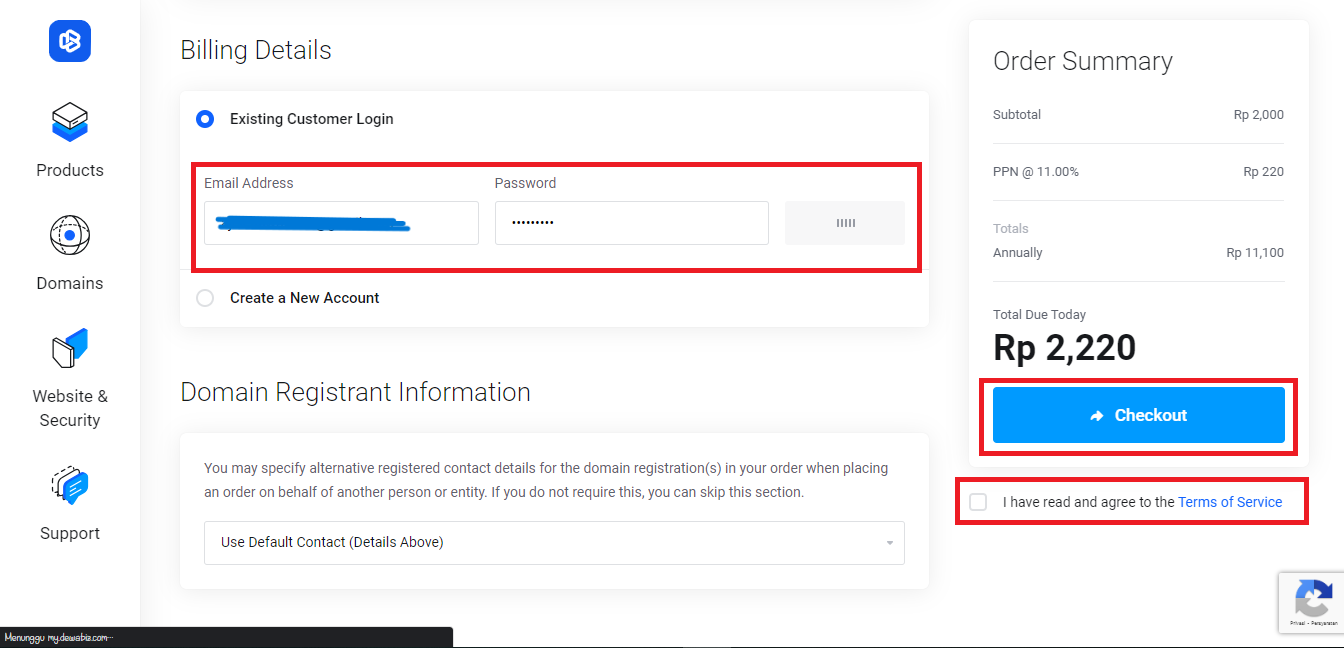 Products
Domains
Website &
Security
Support
Billing Details
Existing Customer Login
Email Address
Password
Create a New Account
Domain Registrant Information
You may specify alternative registered contact details for the domain registration(s) in your order when placing
an order on behalf of another person or entity. If you do not require this, you can skip this section.
Use Default Contact (Details Above)
Order Summary
Subtotal Rp 2,000
PPN @ 11.00% Rp 220
Totals
Annually Rp 11,100
Total Due Today
Rp 2,220
Checkout
I have read and agree to the Terms of Service
Privasi - Persyaratan
Menunggu my.dewabiz.com...